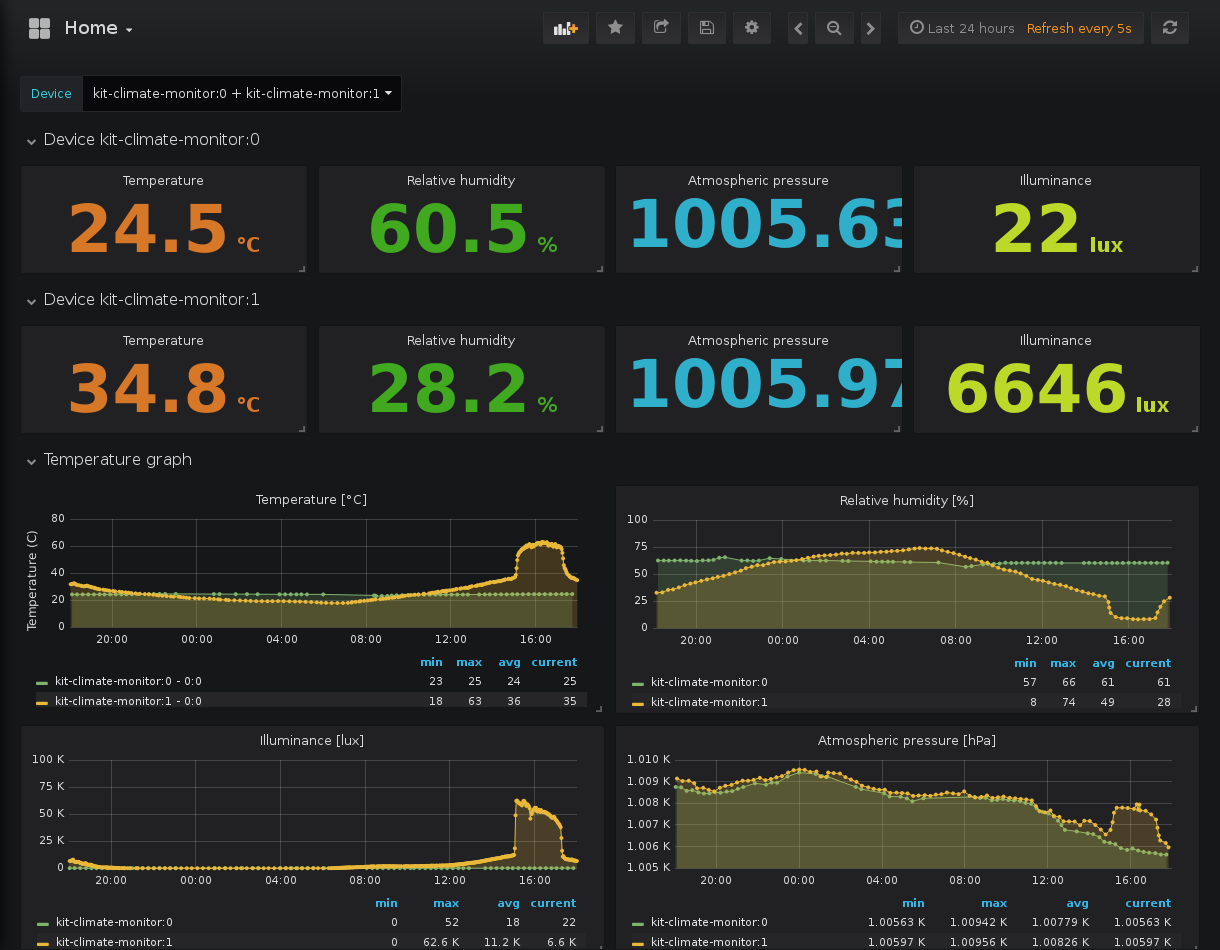 Home
Last 24 hours Refresh every 5s
Device kit-climate-monitor:0 + kit-climate-monitor:1
Device kit-climate-monitor:0
Temperature Relative humidity Atmospheric pressure Illuminance
24.5 °C 60.5 % 1005.63 22 lux
Device kit-climate-monitor:1
Temperature Relative humidity Atmospheric pressure Illuminance
34.8 °C 28.2 % 1005.97 6646 lux
Temperature graph
Temperature [°C]
Temperature (C)
80
60
40
20
0
20:00 00:00 04:00 08:00 12:00 16:00
min max avg current
kit-climate-monitor:0 - 0:0 23 25 24 25
kit-climate-monitor:1 - 0:0 18 63 36 35
Relative humidity [%]
100
75
50
25
0
20:00 00:00 04:00 08:00 12:00 16:00
min max avg current
kit-climate-monitor:0 57 66 61 61
kit-climate-monitor:1 8 74 49 28
Illuminance [lux]
100 K
75 K
50 K
25 K
0
20:00 00:00 04:00 08:00 12:00 16:00
min max avg current
kit-climate-monitor:0 0 52 18 22
kit-climate-monitor:1 0 62.6 K 11.2 K 6.6 K
Atmospheric pressure [hPa]
1.010 K
1.009 K
1.008 K
1.007 K
1.006 K
1.005 K
20:00 00:00 04:00 08:00 12:00 16:00
min max avg current
kit-climate-monitor:0 1.00563 K 1.00942 K 1.00779 K 1.00563 K
kit-climate-monitor:1 1.00597 K 1.00956 K 1.00826 K 1.00597 K